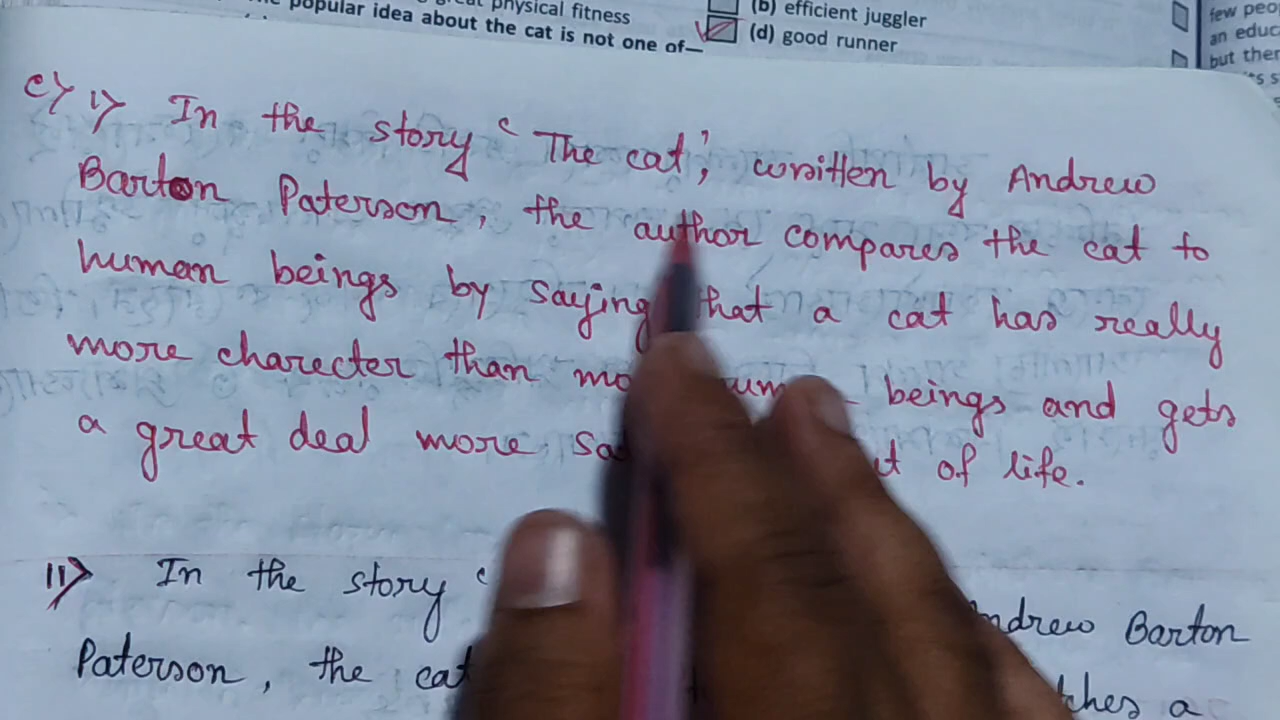 physical fitness
popular idea about the cat is not one of—
(b) efficient juggler
(d) good runner
few
an educ
but ther
c) i) In the story 'The cat', written by Andrew
Barton Paterson, the author compares the cat to
human beings by saying that a cat has really
more charecter than beings and gets
a great deal more of life.
ii) In the story ' Andrew Barton
Paterson, the cat a